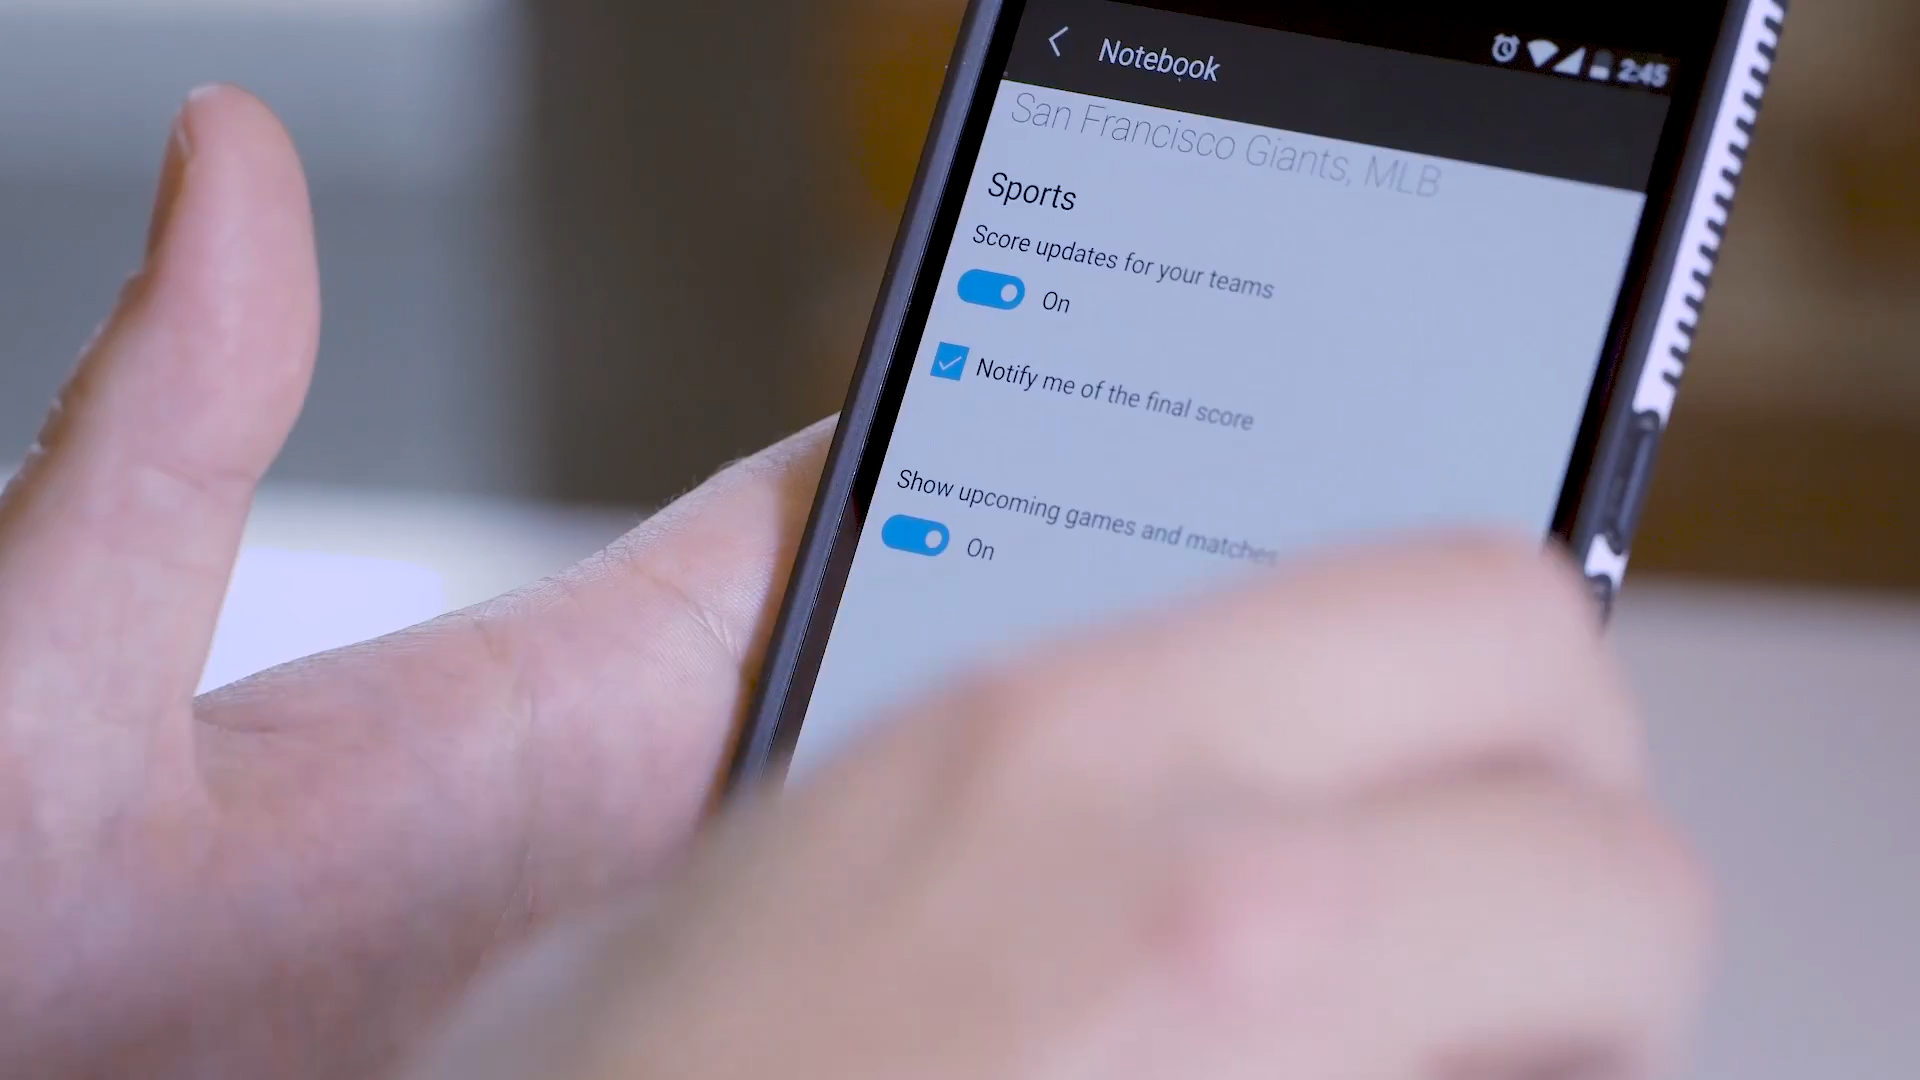 Notebook
2:45
San Francisco Giants, MLB
Sports
Score updates for your teams
On
Notify me of the final score
Show upcoming games and matches
On